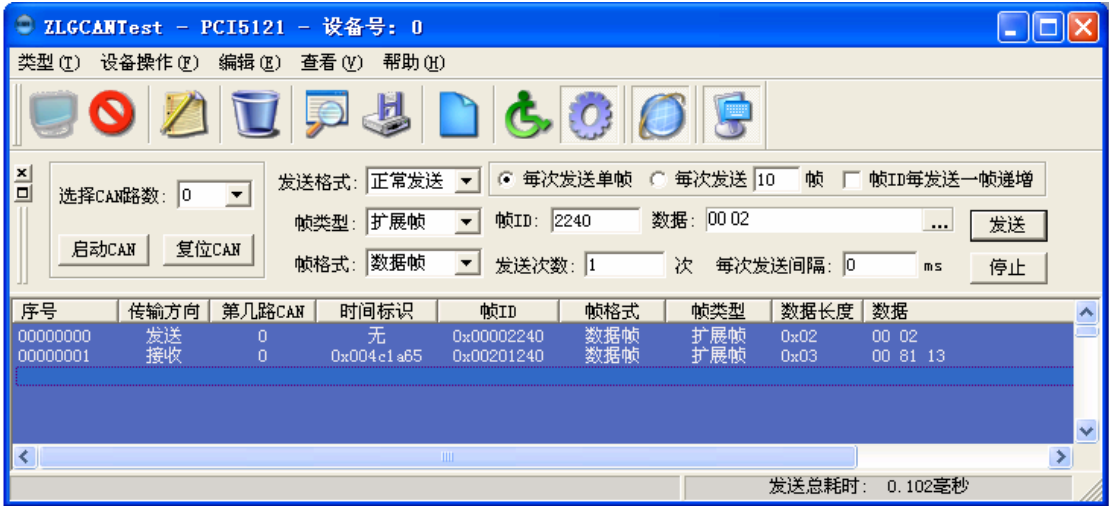 ZLGCANTest - PCI5121 - 设备号: 0
类型(T) 设备操作(F) 编辑(E) 查看(V) 帮助(H)
选择CAN路数: 0
启动CAN 复位CAN
发送格式: 正常发送 每次发送单帧 每次发送 10 帧 帧ID每发送一帧递增
帧类型: 扩展帧 帧ID: 2240 数据: 00 02 ... 发送
帧格式: 数据帧 发送次数: 1 次 每次发送间隔: 0 ms 停止
序号 传输方向 第几路CAN 时间标识 帧ID 帧格式 帧类型 数据长度 数据
00000000 发送 0 无 0x00002240 数据帧 扩展帧 0x02 00 02
00000001 接收 0 0x004c1a65 0x00201240 数据帧 扩展帧 0x03 00 81 13
发送总耗时: 0.102毫秒